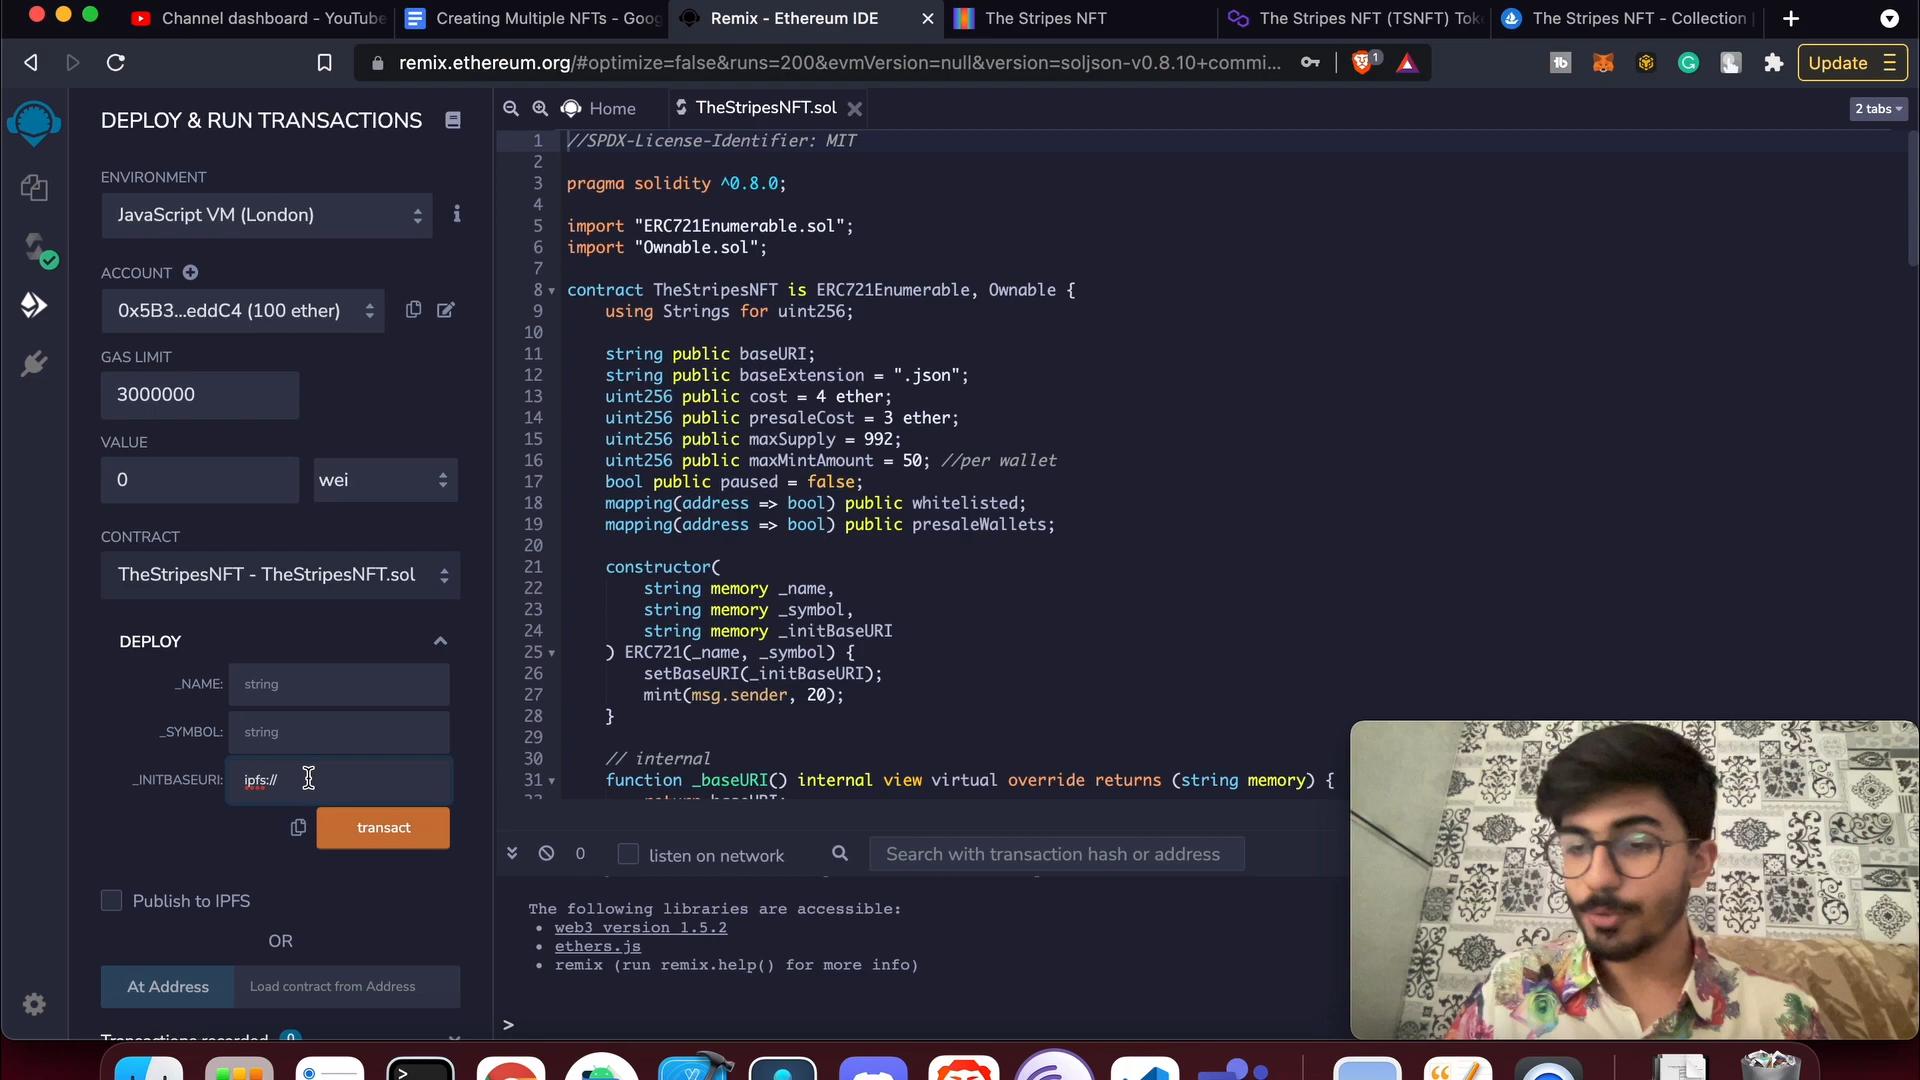 Channel dashboard - YouTube
Creating Multiple NFTs - Goog
Remix - Ethereum IDE
The Stripes NFT
The Stripes NFT (TSNFT) Tok
The Stripes NFT - Collection
remix.ethereum.org/#optimize=false&runs=200&evmVersion=null&version=soljson-v0.8.10+commi...
1
tb
Update
DEPLOY & RUN TRANSACTIONS
Home
TheStripesNFT.sol
2 tabs
ENVIRONMENT
JavaScript VM (London)
ACCOUNT
0x5B3...eddC4 (100 ether)
GAS LIMIT
3000000
VALUE
0
wei
CONTRACT
TheStripesNFT - TheStripesNFT.sol
DEPLOY
_NAME: string
_SYMBOL: string
_INITBASEURI: ipfs://
transact
Publish to IPFS
OR
At Address
Load contract from Address
1 //SPDX-License-Identifier: MIT
2
3 pragma solidity ^0.8.0;
4
5 import "ERC721Enumerable.sol";
6 import "Ownable.sol";
7
8 contract TheStripesNFT is ERC721Enumerable, Ownable {
9 using Strings for uint256;
10
11 string public baseURI;
12 string public baseExtension = ".json";
13 uint256 public cost = 4 ether;
14 uint256 public presaleCost = 3 ether;
15 uint256 public maxSupply = 992;
16 uint256 public maxMintAmount = 50; //per wallet
17 bool public paused = false;
18 mapping(address => bool) public whitelisted;
19 mapping(address => bool) public presaleWallets;
20
21 constructor(
22 string memory _name,
23 string memory _symbol,
24 string memory _initBaseURI
25 ) ERC721(_name, _symbol) {
26 setBaseURI(_initBaseURI);
27 mint(msg.sender, 20);
28 }
29
30 // internal
31 function _baseURI() internal view virtual override returns (string memory) {
0
listen on network
Search with transaction hash or address
The following libraries are accessible:
• web3 version 1.5.2
• ethers.js
• remix (run remix.help() for more info)
>